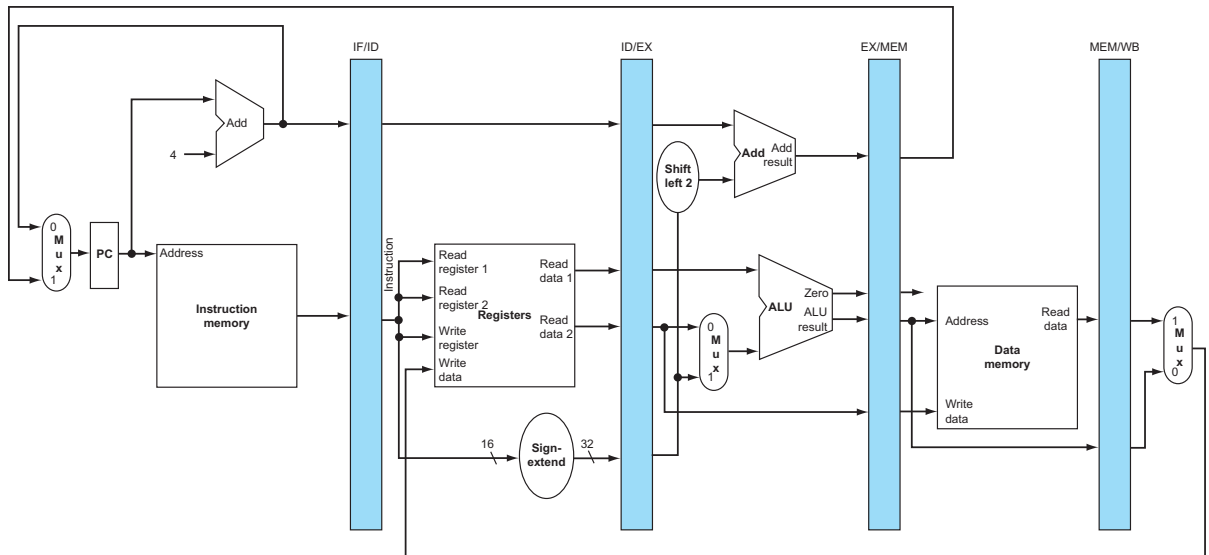 IF/ID
ID/EX
EX/MEM
MEM/WB
Add
4
Add
Add
result
Shift
left 2
0
M
u
x
1
PC
Address
Instruction
memory
Instruction
Read
register 1
Read
register 2
Write
register
Write
data
Registers
Read
data 1
Read
data 2
16
Sign-
extend
32
0
M
u
x
1
Zero
ALU
ALU
result
Address
Read
data
Data
memory
Write
data
1
M
u
x
0